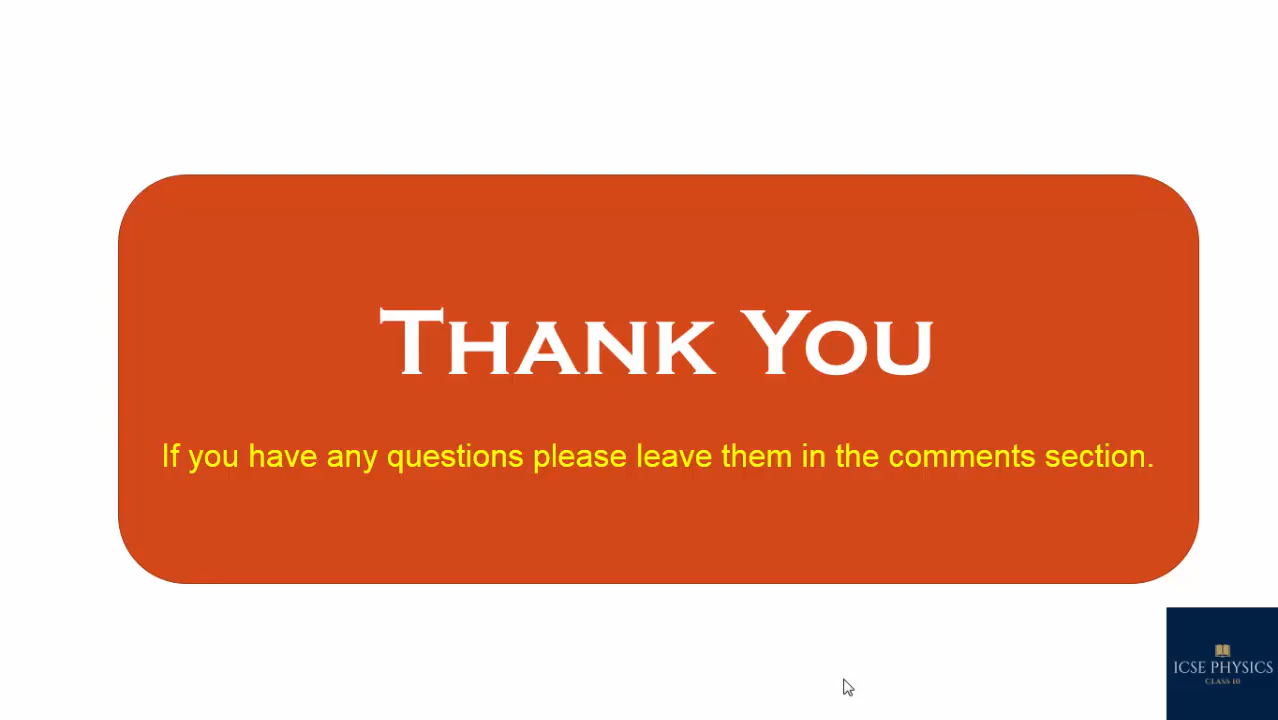 THANK YOU
If you have any questions please leave them in the comments section.
ICSE PHYSICS
CLASS 10